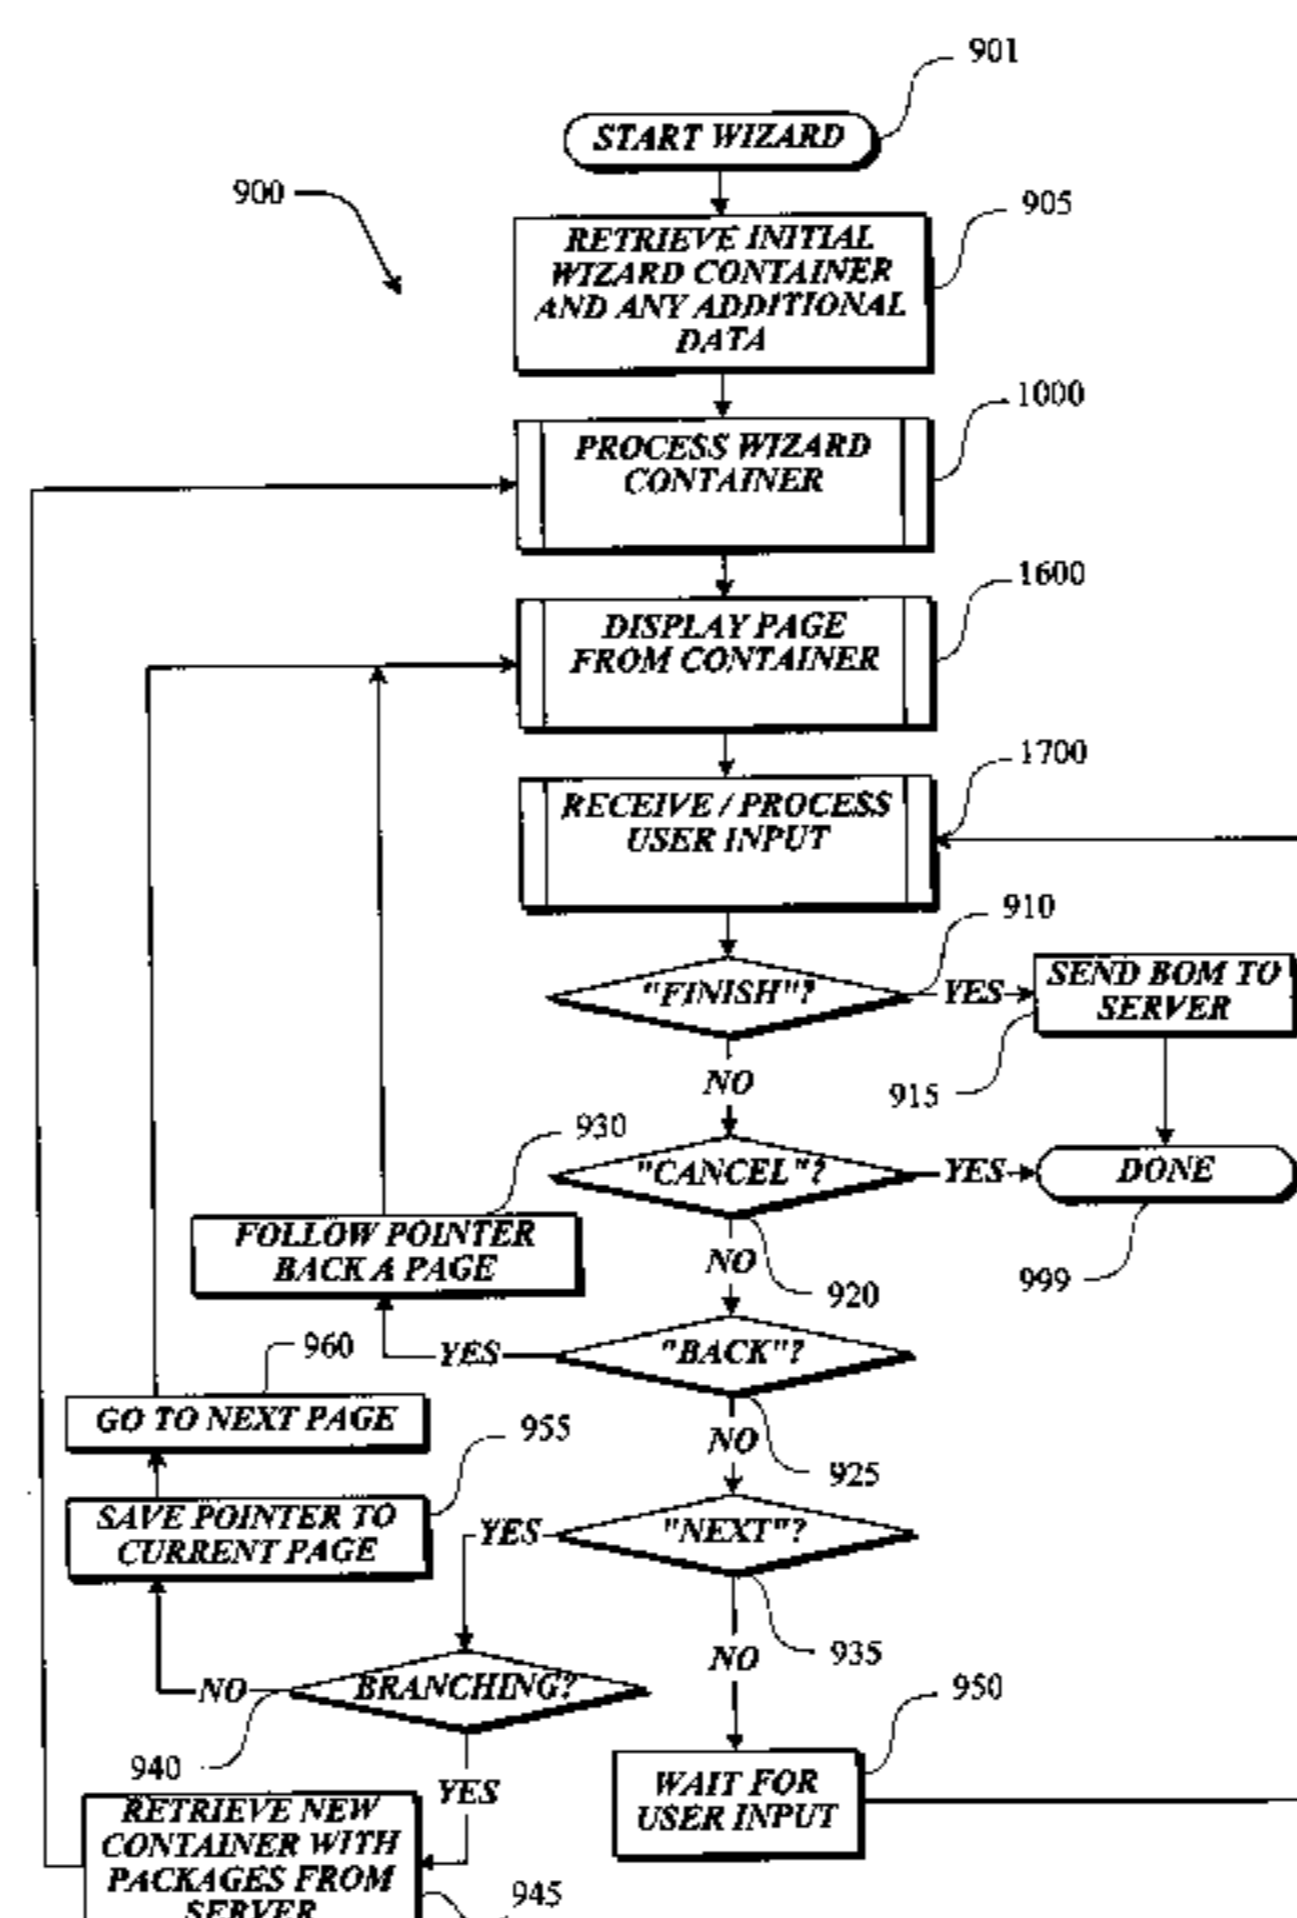 901
START WIZARD
900
905
RETRIEVE INITIAL
WIZARD CONTAINER
AND ANY ADDITIONAL
DATA
1000
PROCESS WIZARD
CONTAINER
1600
DISPLAY PAGE
FROM CONTAINER
1700
RECEIVE / PROCESS
USER INPUT
910
"FINISH"?
YES
SEND BOM TO
SERVER
915
NO
930
"CANCEL"?
YES
DONE
FOLLOW POINTER
BACK A PAGE
NO
920
999
960
YES
"BACK"?
GO TO NEXT PAGE
955
NO
925
SAVE POINTER TO
CURRENT PAGE
YES
"NEXT"?
935
NO
NO
BRANCHING?
950
940
YES
WAIT FOR
USER INPUT
RETRIEVE NEW
CONTAINER WITH
PACKAGES FROM
SERVER
945